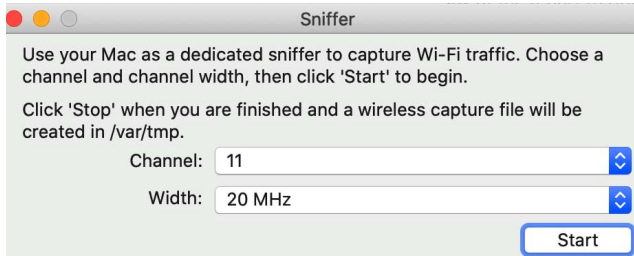 Sniffer
Use your Mac as a dedicated sniffer to capture Wi-Fi traffic. Choose a
channel and channel width, then click 'Start' to begin.
Click 'Stop' when you are finished and a wireless capture file will be
created in /var/tmp.
Channel: 11
Width: 20 MHz
Start